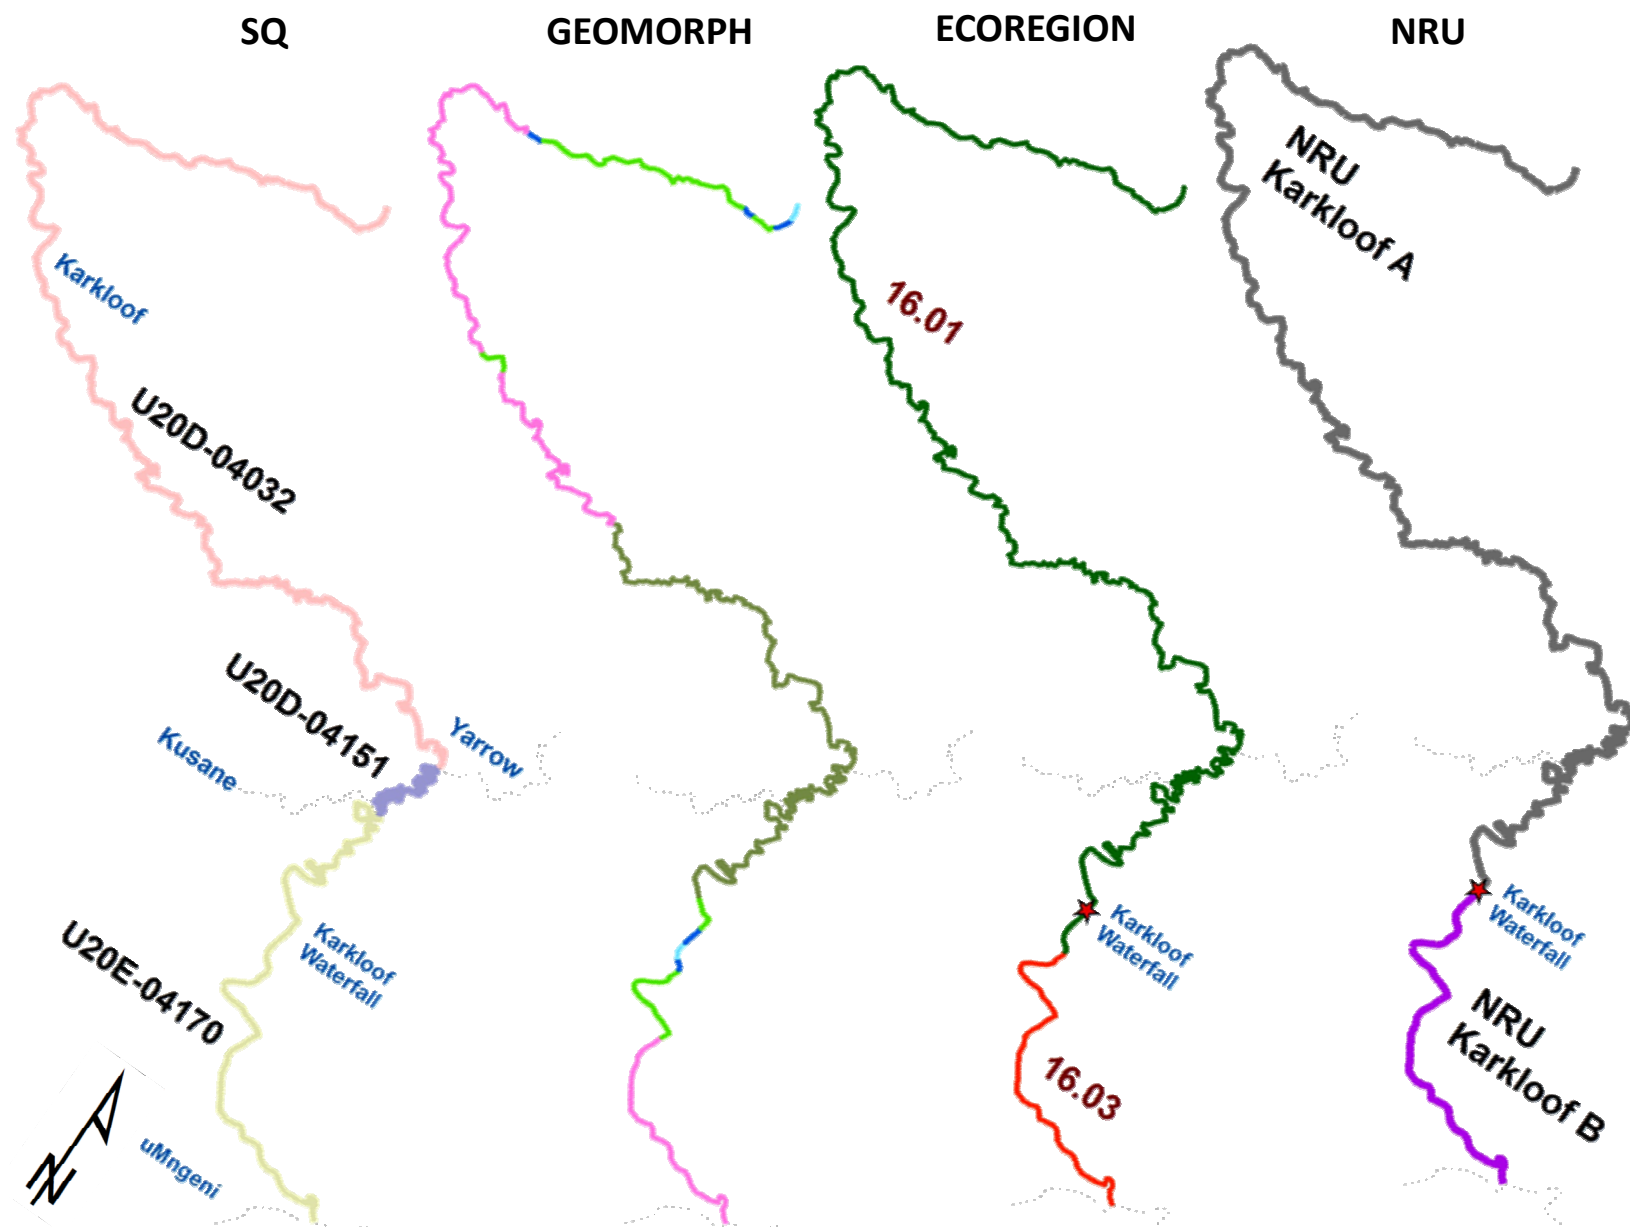 SQ
GEOMORPH
ECOREGION
NRU
Karkloof
U20D-04032
U20D-04151
Kusane
Yarrow
Karkloof
Waterfall
U20E-04170
uMngeni
N
16.01
Karkloof
Waterfall
16.03
NRU
Karkloof A
Karkloof
Waterfall
NRU
Karkloof B